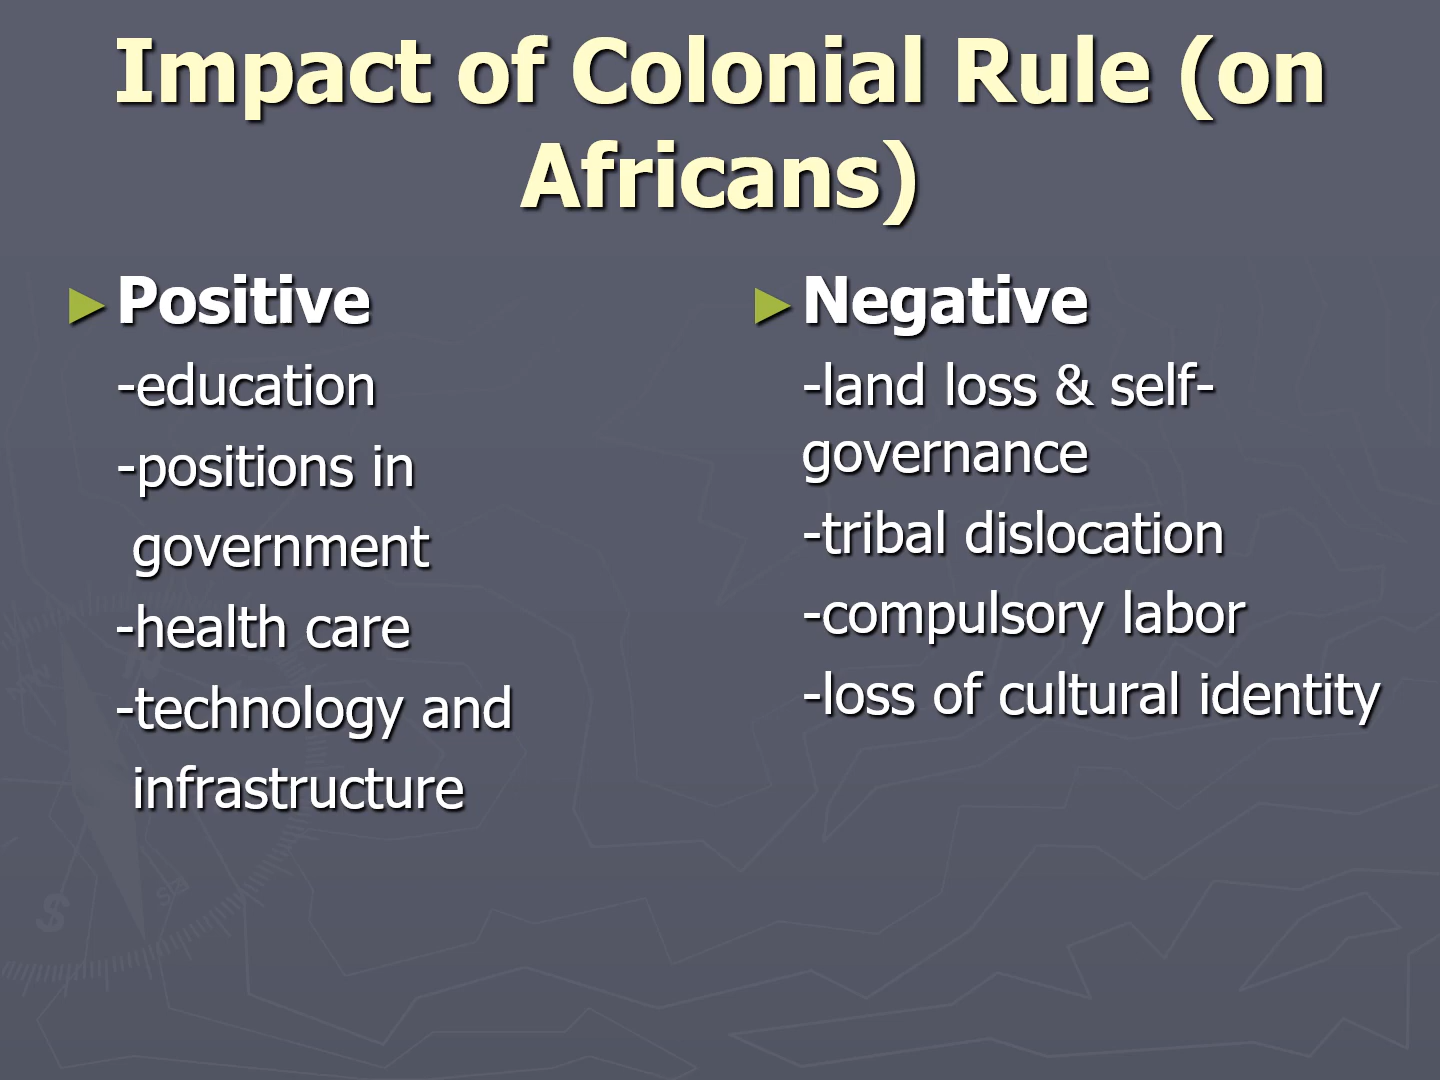 Impact of Colonial Rule (on
Africans)
► Positive
-education
-positions in
government
-health care
-technology and
infrastructure
► Negative
-land loss & self-
governance
-tribal dislocation
-compulsory labor
-loss of cultural identity